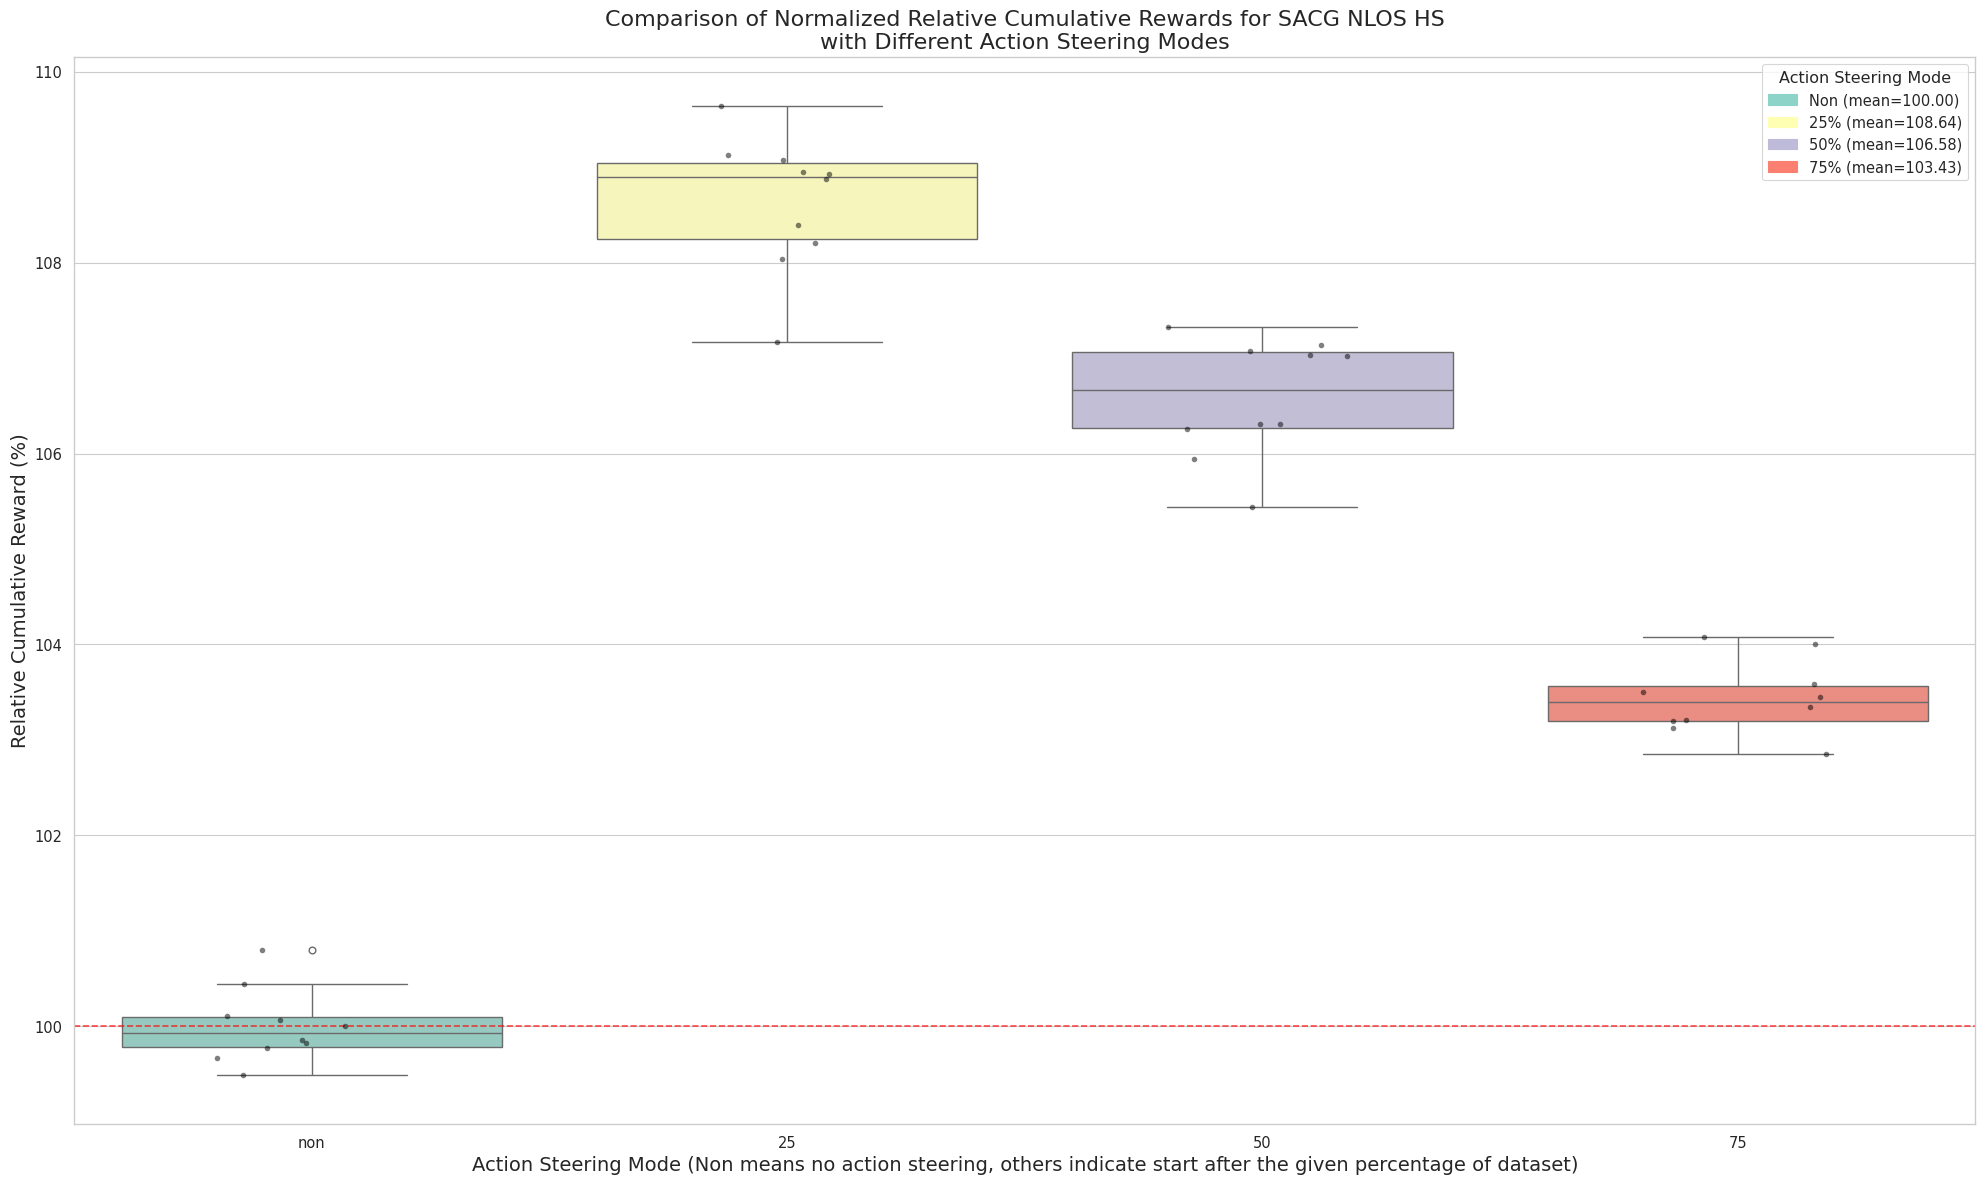 Comparison of Normalized Relative Cumulative Rewards for SACG NLOS HS
with Different Action Steering Modes
Action Steering Mode
Non (mean=100.00)
25% (mean=108.64)
50% (mean=106.58)
75% (mean=103.43)
Relative Cumulative Reward (%)
110
108
106
104
102
100
non
25
50
75
Action Steering Mode (Non means no action steering, others indicate start after the given percentage of dataset)